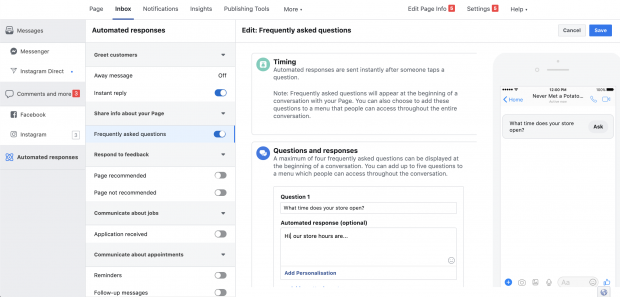 Page Inbox Notifications Insights Publishing Tools More
Edit Page Info 5 Settings 5 Help
Messages
Messenger
Instagram Direct
Comments and more 3
Facebook
Instagram 3
Automated responses
Automated responses
Greet customers
Away message Off
Instant reply
Share info about your Page
Frequently asked questions
Respond to feedback
Page recommended
Page not recommended
Communicate about jobs
Application received
Communicate about appointments
Reminders
Follow-up messages
Edit: Frequently asked questions
Cancel Save
Timing
Automated responses are sent instantly after someone taps a
question.
Note: Frequently asked questions will appear at the beginning of a
conversation with your Page. You can also choose to add these
questions to a menu that people can access throughout the entire
conversation.
Questions and responses
A maximum of four frequently asked questions can be displayed at
the beginning of a conversation. You can add up to five questions to
a menu which people can access throughout the conversation.
Question 1
What time does your store open?
Automated response (optional)
Hi, our store hours are...
Add Personalisation
12:00 PM
Home Never Met a Potato...
What time does your store
open?
Ask
Aa